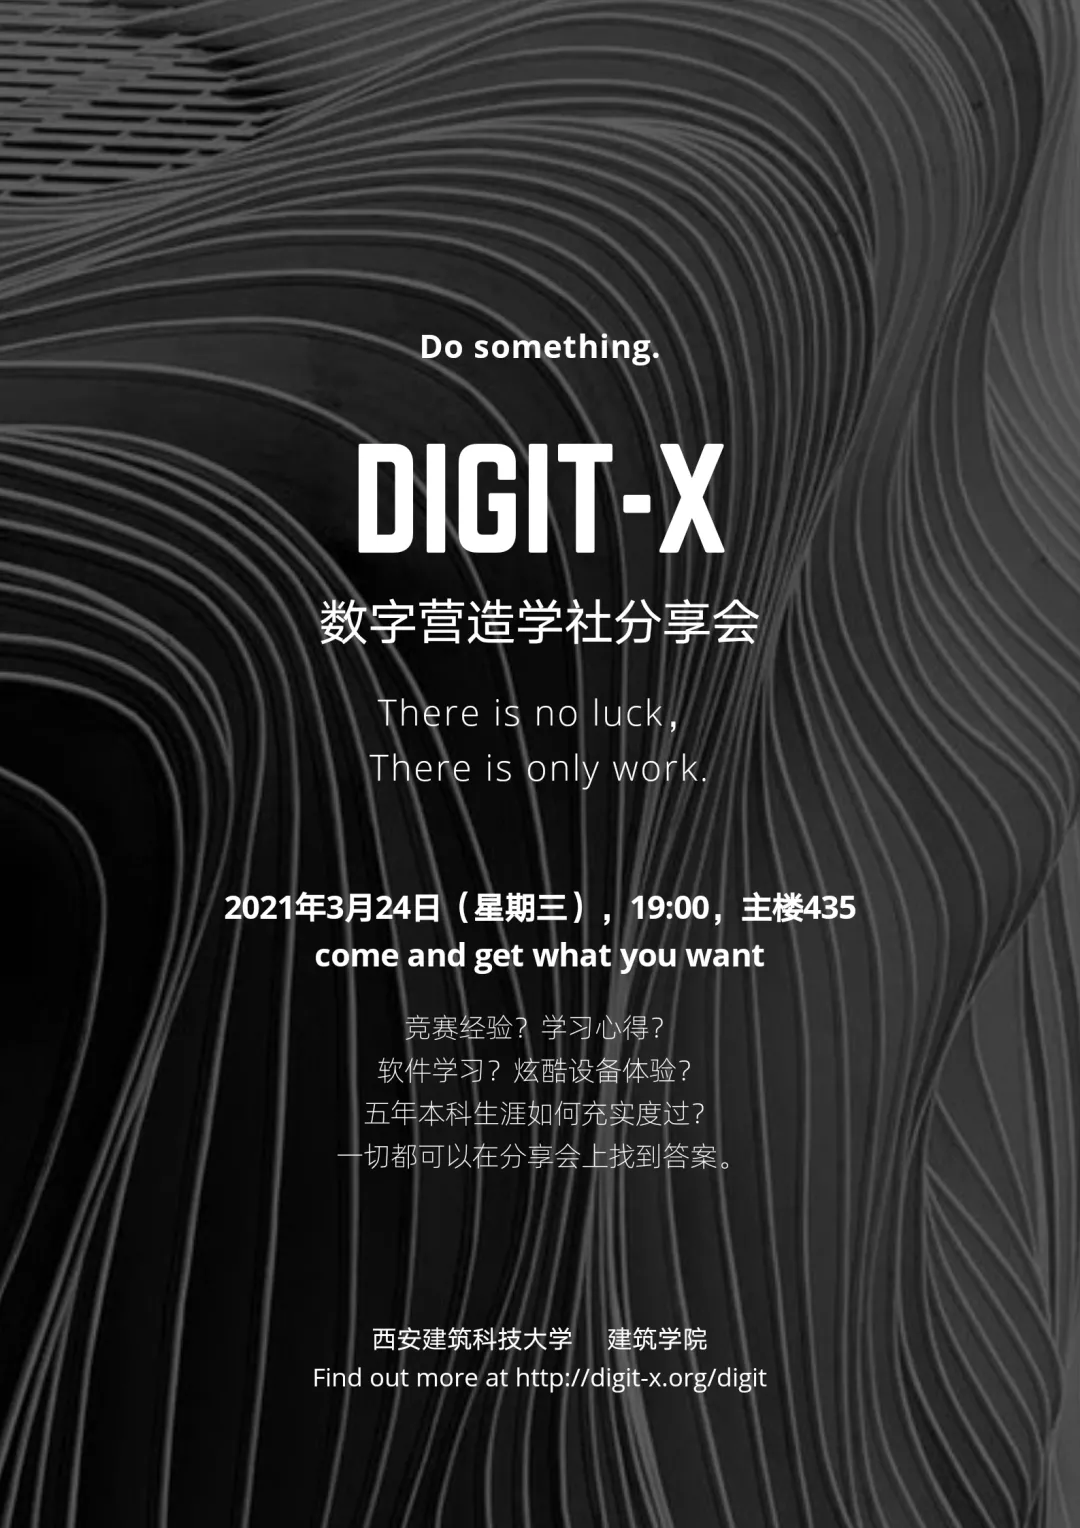 Do something.
DIGIT-X
数字营造学社分享会
There is no luck，
There is only work.
2021年3月24日（星期三），19:00，主楼435
come and get what you want
竞赛经验？学习心得？
软件学习？炫酷设备体验？
五年本科生涯如何充实度过？
一切都可以在分享会上找到答案。
西安建筑科技大学 建筑学院
Find out more at http://digit-x.org/digit